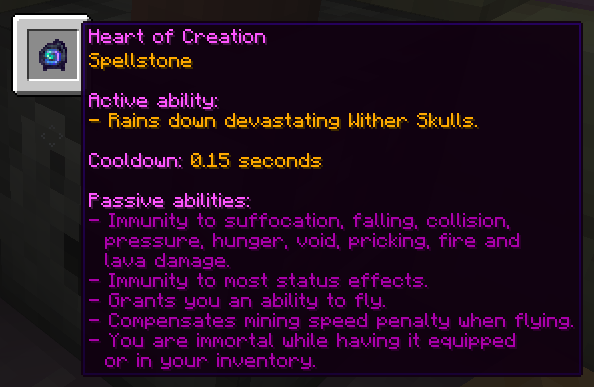 Heart of Creation
Spellstone
Active ability:
- Rains down devastating Wither Skulls.
Cooldown: 0.15 seconds
Passive abilities:
- Immunity to suffocation, falling, collision,
pressure, hunger, void, pricking, fire and
lava damage.
- Immunity to most status effects.
- Grants you an ability to fly.
- Compensates mining speed penalty when flying.
- You are immortal while having it equipped
or in your inventory.